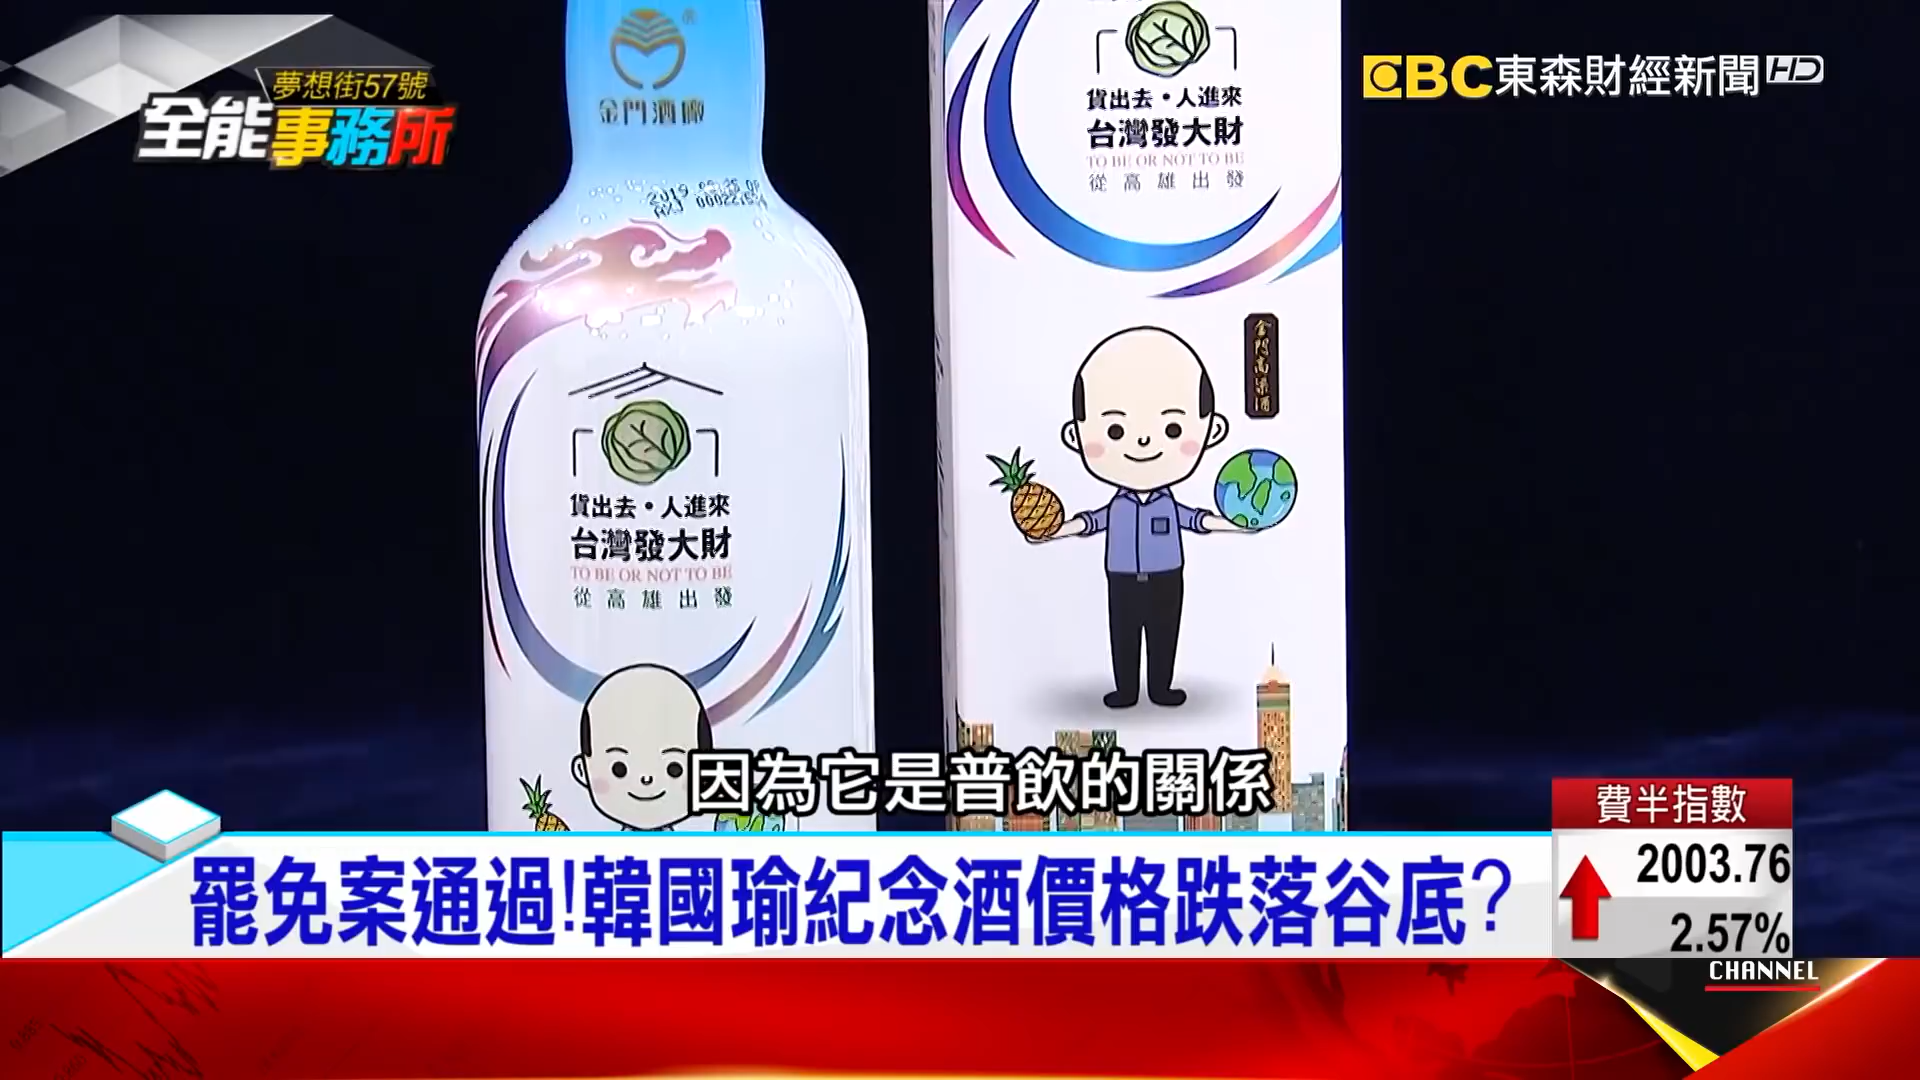 夢想街57號
全能事務所
EBC東森財經新聞HD
金門酒廠
貨出去·人進來
台灣發大財
TO BE OR NOT TO BE
從高雄出發
金門高粱酒
貨出去·人進來
台灣發大財
TO BE OR NOT TO BE
從高雄出發
因為它是普飲的關係
罷免案通過!韓國瑜紀念酒價格跌落谷底?
費半指數
2003.76
2.57%
CHANNEL